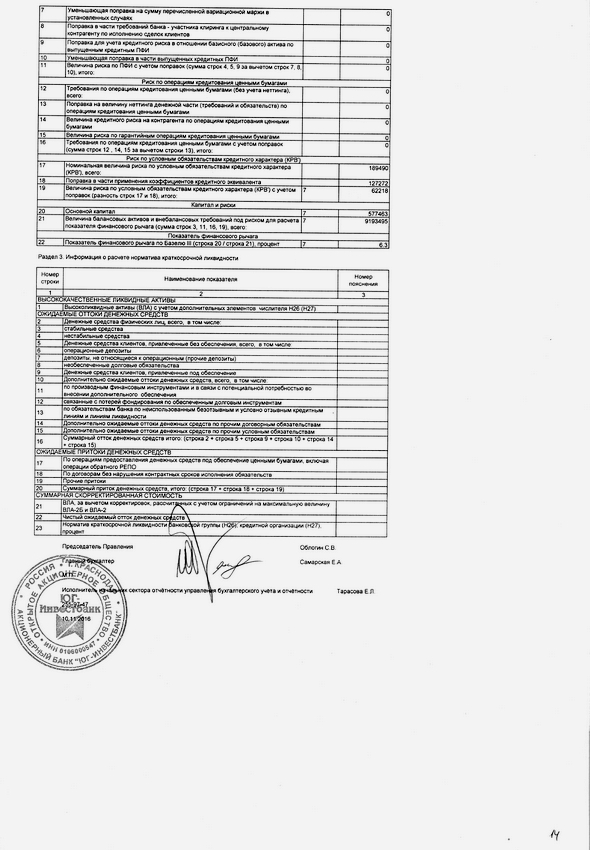 7 Уменьшающая поправка на сумму перечисленной вариационной маржи в 0
установленных случаях
8 Поправка в части требований банка - участника клиринга к центральному 0
контрагенту по исполнению сделок клиентов
9 Поправка для учета кредитного риска в отношении базисного (базового) актива по 0
выпущенным кредитным ПФИ
10 Уменьшающая поправка в части выпущенных кредитных ПФИ 0
11 Величина риска по ПФИ с учетом поправок (сумма строк 4, 5, 9 за вычетом строк 7, 8, 0
10), итого:
Риск по операциям кредитования ценными бумагами
12 Требования по операциям кредитования ценными бумагами (без учета неттинга), 0
всего:
13 Поправка на величину неттинга денежной части (требований и обязательств) по 0
операциям кредитования ценными бумагами
14 Величина кредитного риска на контрагента по операциям кредитования ценными 0
бумагами
15 Величина риска по гарантийным операциям кредитования ценными бумагами 0
16 Требования по операциям кредитования ценными бумагами с учетом поправок 0
(сумма строк 12 , 14, 15 за вычетом строки 13), итого:
Риск по условным обязательствам кредитного характера (КРВ')
17 Номинальная величина риска по условным обязательствам кредитного характера 189490
(КРВ'), всего:
18 Поправка в части применения коэффициентов кредитного эквивалента 127272
19 Величина риска по условным обязательствам кредитного характера (КРВ') с учетом 7 62218
поправок (разность строк 17 и 18), итого:
Капитал и риски
20 Основной капитал 7 577463
21 Величина балансовых активов и внебалансовых требований под риском для расчета 7 9193495
показателя финансового рычага (сумма строк 3, 11, 16, 19), всего:
Показатель финансового рычага
22 Показатель финансового рычага по Базелю III (строка 20 / строка 21), процент 7 6.3
Раздел 3. Информация о расчете норматива краткосрочной ликвидности
Номер строки Наименование показателя Номер пояснения
1 2 3
ВЫСОКОКАЧЕСТВЕННЫЕ ЛИКВИДНЫЕ АКТИВЫ
1 Высоколиквидные активы (ВЛА) с учетом дополнительных элементов числителя Н26 (Н27)
ОЖИДАЕМЫЕ ОТТОКИ ДЕНЕЖНЫХ СРЕДСТВ
2 Денежные средства физических лиц, всего, в том числе:
3 стабильные средства
4 нестабильные средства
5 Денежные средства клиентов, привлеченные без обеспечения, всего, в том числе:
6 операционные депозиты
7 депозиты, не относящиеся к операционным (прочие депозиты)
8 необеспеченные долговые обязательства
9 Денежные средства клиентов, привлеченные под обеспечение
10 Дополнительно ожидаемые оттоки денежных средств, всего, в том числе:
11 по производным финансовым инструментам и в связи с потенциальной потребностью во
внесении дополнительного обеспечения
12 связанные с потерей фондирования по обеспеченным долговым инструментам
13 по обязательствам банка по неиспользованным безотзывным и условно отзывным кредитным
линиям и линиям ликвидности
14 Дополнительно ожидаемые оттоки денежных средств по прочим договорным обязательствам
15 Дополнительно ожидаемые оттоки денежных средств по прочим условным обязательствам
16 Суммарный отток денежных средств итого: (строка 2 + строка 5 + строка 9 + строка 10 + строка 14
+ строка 15)
ОЖИДАЕМЫЕ ПРИТОКИ ДЕНЕЖНЫХ СРЕДСТВ
17 По операциям предоставления денежных средств под обеспечение ценными бумагами, включая
операции обратного РЕПО
18 По договорам без нарушения контрактных сроков исполнения обязательств
19 Прочие притоки
20 Суммарный приток денежных средств, итого: (строка 17 + строка 18 + строка 19)
СУММАРНАЯ СКОРРЕКТИРОВАННАЯ СТОИМОСТЬ
21 ВЛА, за вычетом корректировок, рассчитанных с учетом ограничений на максимальную величину
ВЛА-2Б и ВЛА-2
22 Чистый ожидаемый отток денежных средств
23 Норматив краткосрочной ликвидности банковской группы (Н26), кредитной организации (Н27),
процент
Председатель Правления Облогин С.В.
Главный бухгалтер Самарская Е.А.
М.П.
Исполнитель начальник сектора отчётности управления бухгалтерского учёта и отчётности Тарасова Е.Л.
10.11.2016
РОССИЯ * Г. КРАСНОДАР
ОТКРЫТОЕ АКЦИОНЕРНОЕ ОБЩЕСТВО
АКЦИОНЕРНЫЙ БАНК "ЮГ-ИНВЕСТБАНК"
ЮГ-
Инвестбанк
14